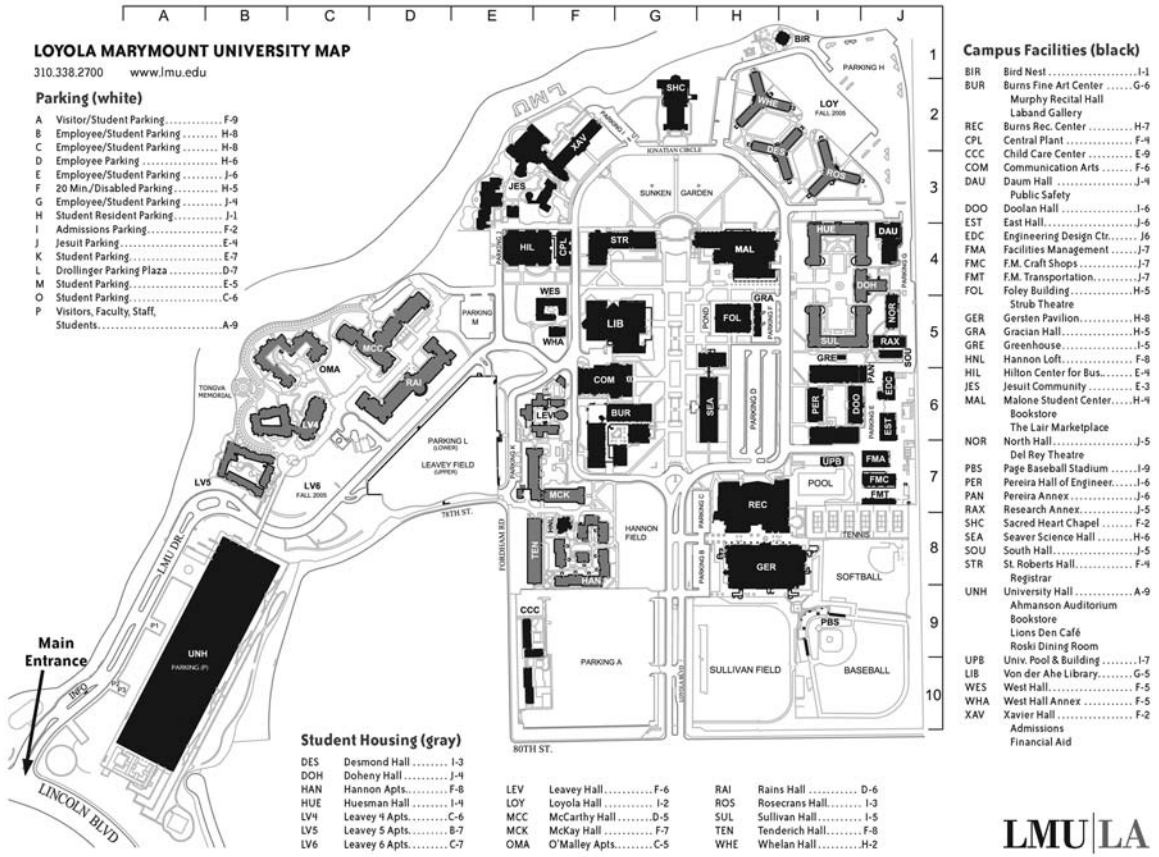 A B C D E F G H I J
LOYOLA MARYMOUNT UNIVERSITY MAP
310.338.2700 www.lmu.edu
Parking (white)
A Visitor/Student Parking F-9
B Employee/Student Parking H-8
C Employee/Student Parking H-8
D Employee Parking H-6
E Employee/Student Parking J-6
F 20 Min./Disabled Parking H-5
G Employee/Student Parking J-4
H Student Resident Parking J-1
I Admissions Parking F-2
J Jesuit Parking E-4
K Student Parking E-7
L Drollinger Parking Plaza D-7
M Student Parking E-5
O Student Parking C-6
P Visitors, Faculty, Staff,
Students A-9
1
2
3
4
5
6
7
8
9
10
BIR
PARKING H
LMU
SHC
WHE
LOY
FALL 2005
PARKING I
XAV
DES
IGNATIAN CIRCLE
JES
ROS
SUNKEN GARDEN
PARKING J
HIL
CPL
STR
MAL
HUE
DAU
PARKING G
DOH
WES
GRA
PARKING M
LIB
POND
FOL
PARKING F
NOR
WHA
SUL
RAX
MCC
OMA
GRE
SOU
RAI
COM
PAN
TONGVA
MEMORIAL
EDC
LEV
SEA
PARKING D
PER
DOO
PARKING E
LV4
BUR
EST
PARKING L
(LOWER)
LEAVEY FIELD
(UPPER)
PARKING K
UPB
FMA
LV5
LV6
FALL 2005
POOL
FMC
MCK
FMT
78TH ST.
PARKING C
REC
HANNON
FIELD
TENNIS
LMU DR.
FORDHAM RD
TEN
HNL
PARKING B
GER
SOFTBALL
HAN
CCC
PBS
P1
UNH
PARKING (P)
PARKING A
LOYOLA BLVD
SULLIVAN FIELD
BASEBALL
Main
Entrance
INFO
P2
P3
80TH ST.
LINCOLN BLVD
Campus Facilities (black)
BIR Bird Nest I-1
BUR Burns Fine Art Center G-6
Murphy Recital Hall
Laband Gallery
REC Burns Rec. Center H-7
CPL Central Plant F-4
CCC Child Care Center E-9
COM Communication Arts F-6
DAU Daum Hall J-4
Public Safety
DOO Doolan Hall I-6
EST East Hall J-6
EDC Engineering Design Ctr. J6
FMA Facilities Management J-7
FMC F.M. Craft Shops J-7
FMT F.M. Transportation J-7
FOL Foley Building H-5
Strub Theatre
GER Gersten Pavilion H-8
GRA Gracian Hall H-5
GRE Greenhouse I-5
HNL Hannon Loft F-8
HIL Hilton Center for Bus. E-4
JES Jesuit Community E-3
MAL Malone Student Center H-4
Bookstore
The Lair Marketplace
NOR North Hall J-5
Del Rey Theatre
PBS Page Baseball Stadium I-9
PER Pereira Hall of Engineer. I-6
PAN Pereira Annex J-6
RAX Research Annex J-5
SHC Sacred Heart Chapel F-2
SEA Seaver Science Hall H-6
SOU South Hall J-5
STR St. Roberts Hall F-4
Registrar
UNH University Hall A-9
Ahmanson Auditorium
Bookstore
Lions Den Café
Roski Dining Room
UPB Univ. Pool & Building I-7
LIB Von der Ahe Library G-5
WES West Hall F-5
WHA West Hall Annex F-5
XAV Xavier Hall F-2
Admissions
Financial Aid
Student Housing (gray)
DES Desmond Hall I-3
DOH Doheny Hall J-4
HAN Hannon Apts. F-8
HUE Huesman Hall I-4
LV4 Leavey 4 Apts. C-6
LV5 Leavey 5 Apts. B-7
LV6 Leavey 6 Apts. C-7
LEV Leavey Hall F-6
LOY Loyola Hall I-2
MCC McCarthy Hall D-5
MCK McKay Hall F-7
OMA O'Malley Apts. C-5
RAI Rains Hall D-6
ROS Rosecrans Hall I-3
SUL Sullivan Hall I-5
TEN Tenderich Hall F-8
WHE Whelan Hall H-2
LMU|LA